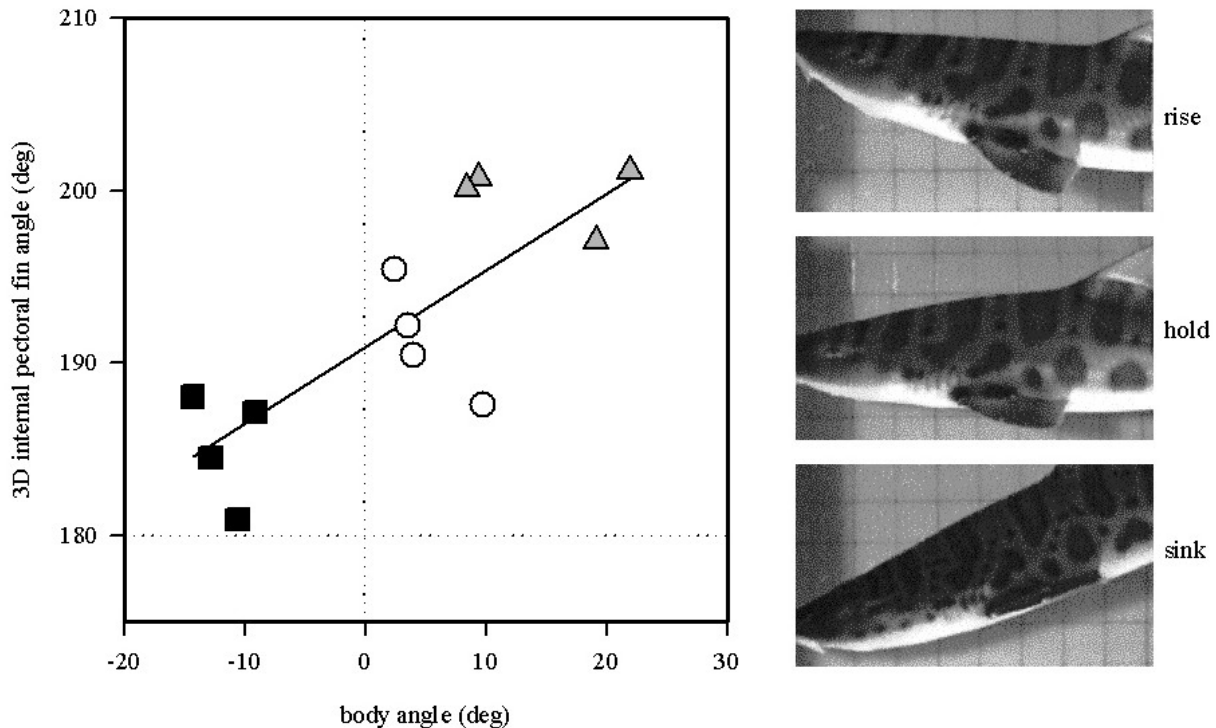 210
200
190
180
3D internal pectoral fin angle (deg)
-20 -10 0 10 20 30
body angle (deg)
rise
hold
sink